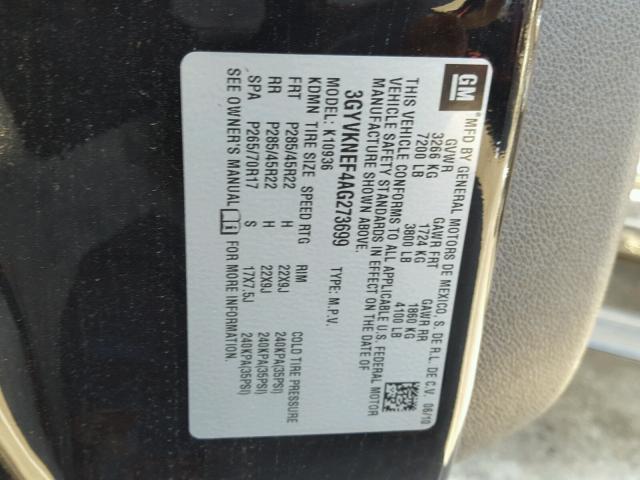 GM
MFD BY GENERAL MOTORS DE MEXICO, S. DE R.L. DE C.V. 06/10
GVWR GAWR FRT GAWR RR
3266 KG 1724 KG 1860 KG
7200 LB 3800 LB 4100 LB
THIS VEHICLE CONFORMS TO ALL APPLICABLE U.S. FEDERAL MOTOR
VEHICLE SAFETY STANDARDS IN EFFECT ON THE DATE OF
MANUFACTURE SHOWN ABOVE.
3GYVKNEF4AG273699 TYPE: M.P.V.
MODEL: K10936
KDMN TIRE SIZE SPEED RTG RIM COLD TIRE PRESSURE
FRT P285/45R22 H 22X9J 240KPA(35PSI)
RR P285/45R22 H 22X9J 240KPA(35PSI)
SPA P265/70R17 S 17X7.5J 240KPA(35PSI)
SEE OWNER'S MANUAL FOR MORE INFORMATION.